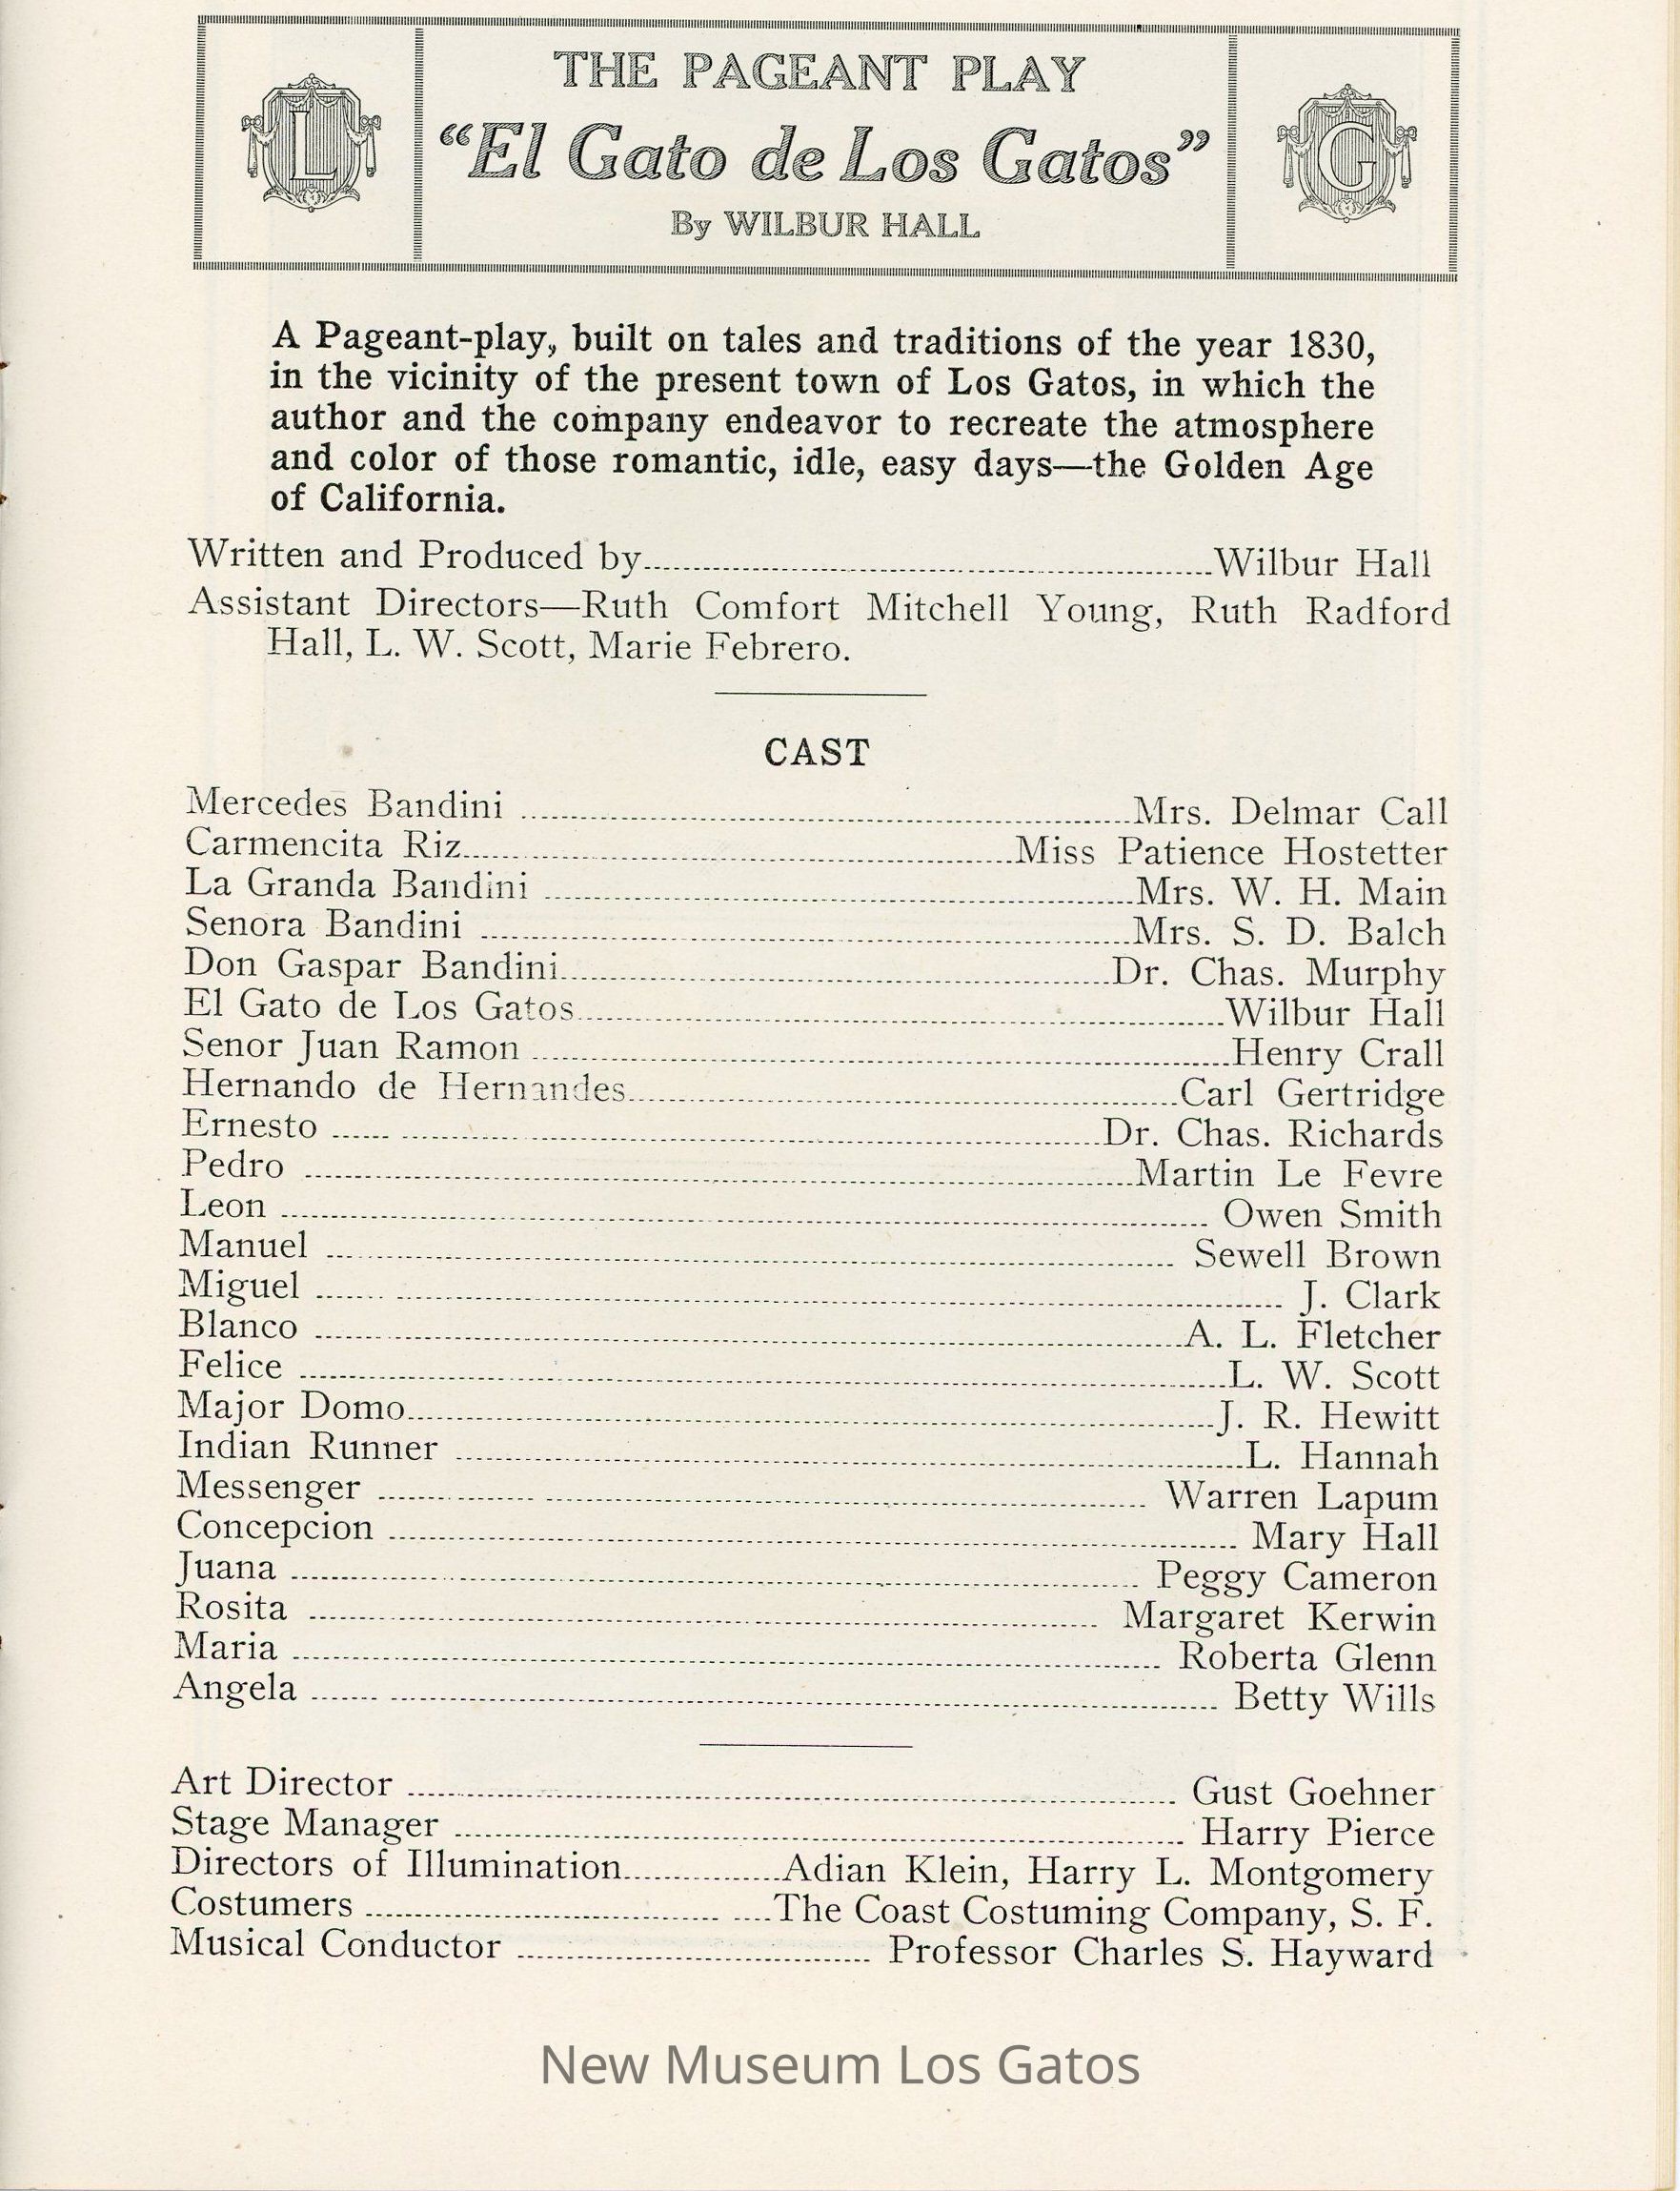 THE PAGEANT PLAY
L
"El Gato de Los Gatos"
G
By WILBUR HALL
A Pageant-play, built on tales and traditions of the year 1830,
in the vicinity of the present town of Los Gatos, in which the
author and the company endeavor to recreate the atmosphere
and color of those romantic, idle, easy days—the Golden Age
of California.
Written and Produced by........Wilbur Hall
Assistant Directors—Ruth Comfort Mitchell Young, Ruth Radford
Hall, L. W. Scott, Marie Febrero.
CAST
Mercedes Bandini ........Mrs. Delmar Call
Carmencita Riz........Miss Patience Hostetter
La Granda Bandini ........Mrs. W. H. Main
Senora Bandini ........Mrs. S. D. Balch
Don Gaspar Bandini........Dr. Chas. Murphy
El Gato de Los Gatos........Wilbur Hall
Senor Juan Ramon ........Henry Crall
Hernando de Hernandes........Carl Gertridge
Ernesto ........Dr. Chas. Richards
Pedro ........Martin Le Fevre
Leon ........ Owen Smith
Manuel ........ Sewell Brown
Miguel ........ J. Clark
Blanco ........A. L. Fletcher
Felice ........L. W. Scott
Major Domo........J. R. Hewitt
Indian Runner ........L. Hannah
Messenger ........ Warren Lapum
Concepcion ........ Mary Hall
Juana ........ Peggy Cameron
Rosita ........ Margaret Kerwin
Maria ........ Roberta Glenn
Angela ........ Betty Wills
Art Director ........ Gust Goehner
Stage Manager ........ Harry Pierce
Directors of Illumination........Adian Klein, Harry L. Montgomery
Costumers ........The Coast Costuming Company, S. F.
Musical Conductor ........ Professor Charles S. Hayward
New Museum Los Gatos